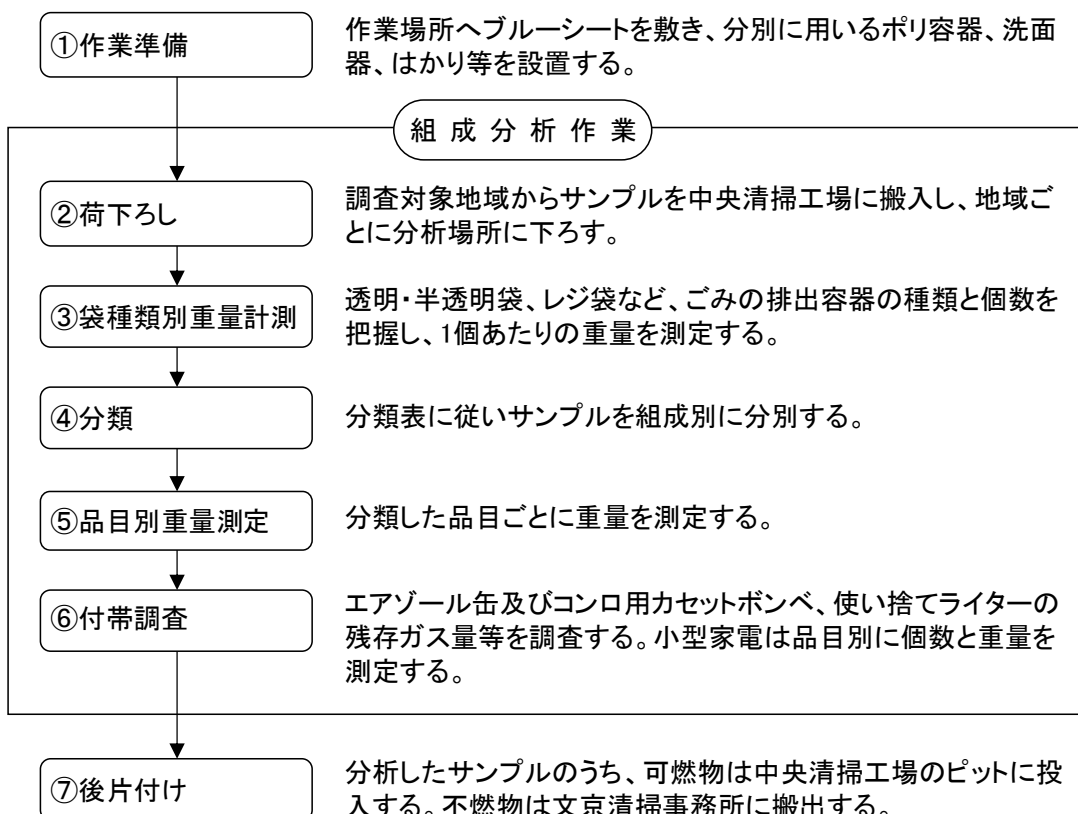 ①作業準備
作業場所へブルーシートを敷き、分別に用いるポリ容器、洗面
器、はかり等を設置する。
組成分析作業
②荷下ろし
調査対象地域からサンプルを中央清掃工場に搬入し、地域ご
とに分析場所に下ろす。
③袋種類別重量計測
透明・半透明袋、レジ袋など、ごみの排出容器の種類と個数を
把握し、1個あたりの重量を測定する。
④分類
分類表に従いサンプルを組成別に分別する。
⑤品目別重量測定
分類した品目ごとに重量を測定する。
⑥付帯調査
エアゾール缶及びコンロ用カセットボンベ、使い捨てライターの
残存ガス量等を調査する。小型家電は品目別に個数と重量を
測定する。
⑦後片付け
分析したサンプルのうち、可燃物は中央清掃工場のピットに投
入する。不燃物は文京清掃事務所に搬出する。